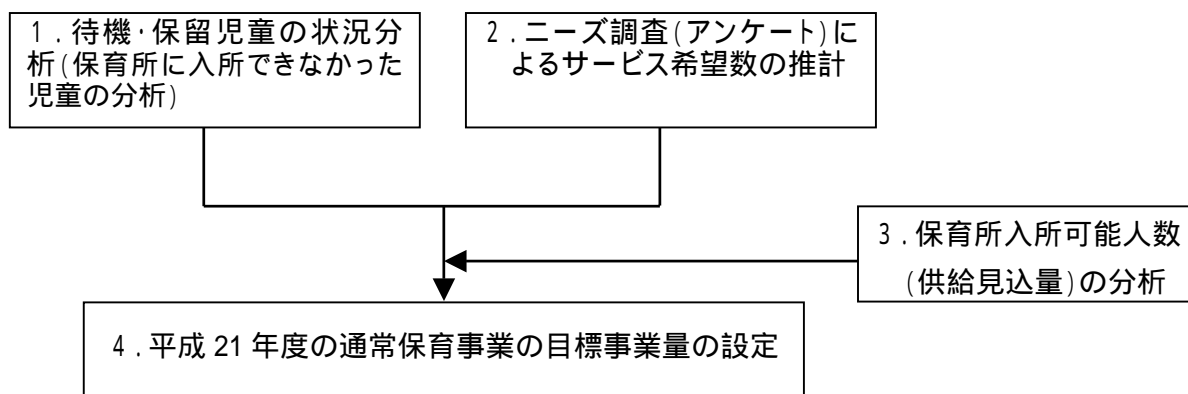 1．待機・保留児童の状況分
析(保育所に入所できなかった
児童の分析)
2．ニーズ調査(アンケート)に
よるサービス希望数の推計
3．保育所入所可能人数
(供給見込量)の分析
4．平成 21 年度の通常保育事業の目標事業量の設定